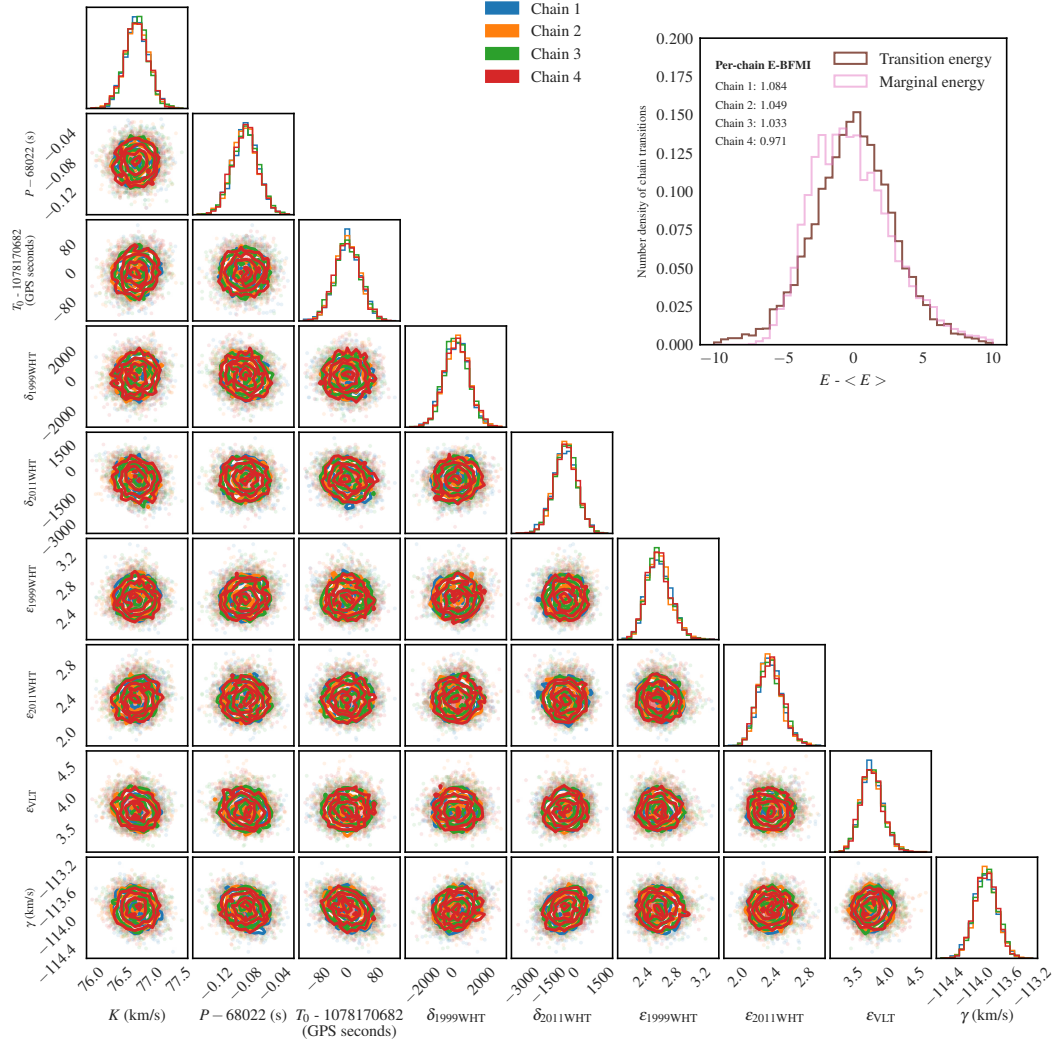 Chain 1
Chain 2
Chain 3
Chain 4
0.200
0.175
0.150
0.125
0.100
0.075
0.050
0.025
0.000
Number density of chain transitions
Per-chain E-BFMI
Chain 1: 1.084
Chain 2: 1.049
Chain 3: 1.033
Chain 4: 0.971
Transition energy
Marginal energy
−10 −5 0 5 10
E - < E >
−0.04
−0.08
−0.12
P − 68022 (s)
80
0
−80
T₀ - 1078170682
(GPS seconds)
2000
0
−2000
δ1999WHT
1500
0
−1500
−3000
δ2011WHT
3.2
2.8
2.4
ε1999WHT
2.8
2.4
2.0
ε2011WHT
4.5
4.0
3.5
εVLT
−113.2
−113.6
−114.0
−114.4
γ (km/s)
76.0 76.5 77.0 77.5 −0.12 −0.08 −0.04 −80 0 80 −2000 0 2000 −3000 −1500 0 1500 2.4 2.8 3.2 2.0 2.4 2.8 3.5 4.0 4.5 −114.4 −114.0 −113.6 −113.2
K (km/s) P − 68022 (s) T₀ - 1078170682 δ1999WHT δ2011WHT ε1999WHT ε2011WHT εVLT γ (km/s)
(GPS seconds)